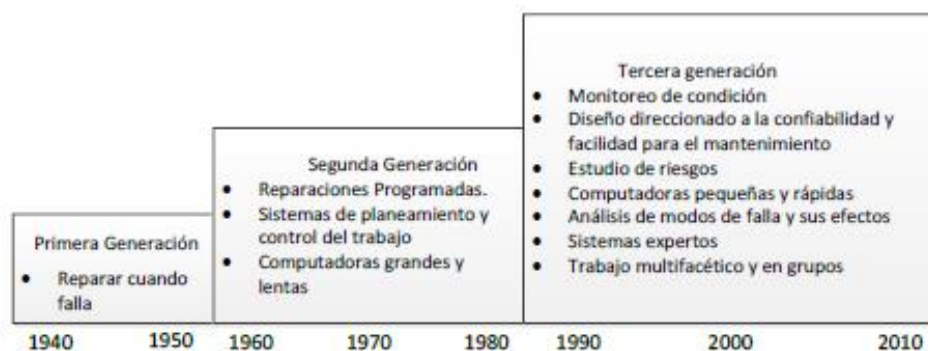 Primera Generación
• Reparar cuando
falla
Segunda Generación
• Reparaciones Programadas.
• Sistemas de planeamiento y
control del trabajo
• Computadoras grandes y
lentas
Tercera generación
• Monitoreo de condición
• Diseño direccionado a la confiabilidad y
facilidad para el mantenimiento
• Estudio de riesgos
• Computadoras pequeñas y rápidas
• Análisis de modos de falla y sus efectos
• Sistemas expertos
• Trabajo multifacético y en grupos
1940 1950 1960 1970 1980 1990 2000 2010